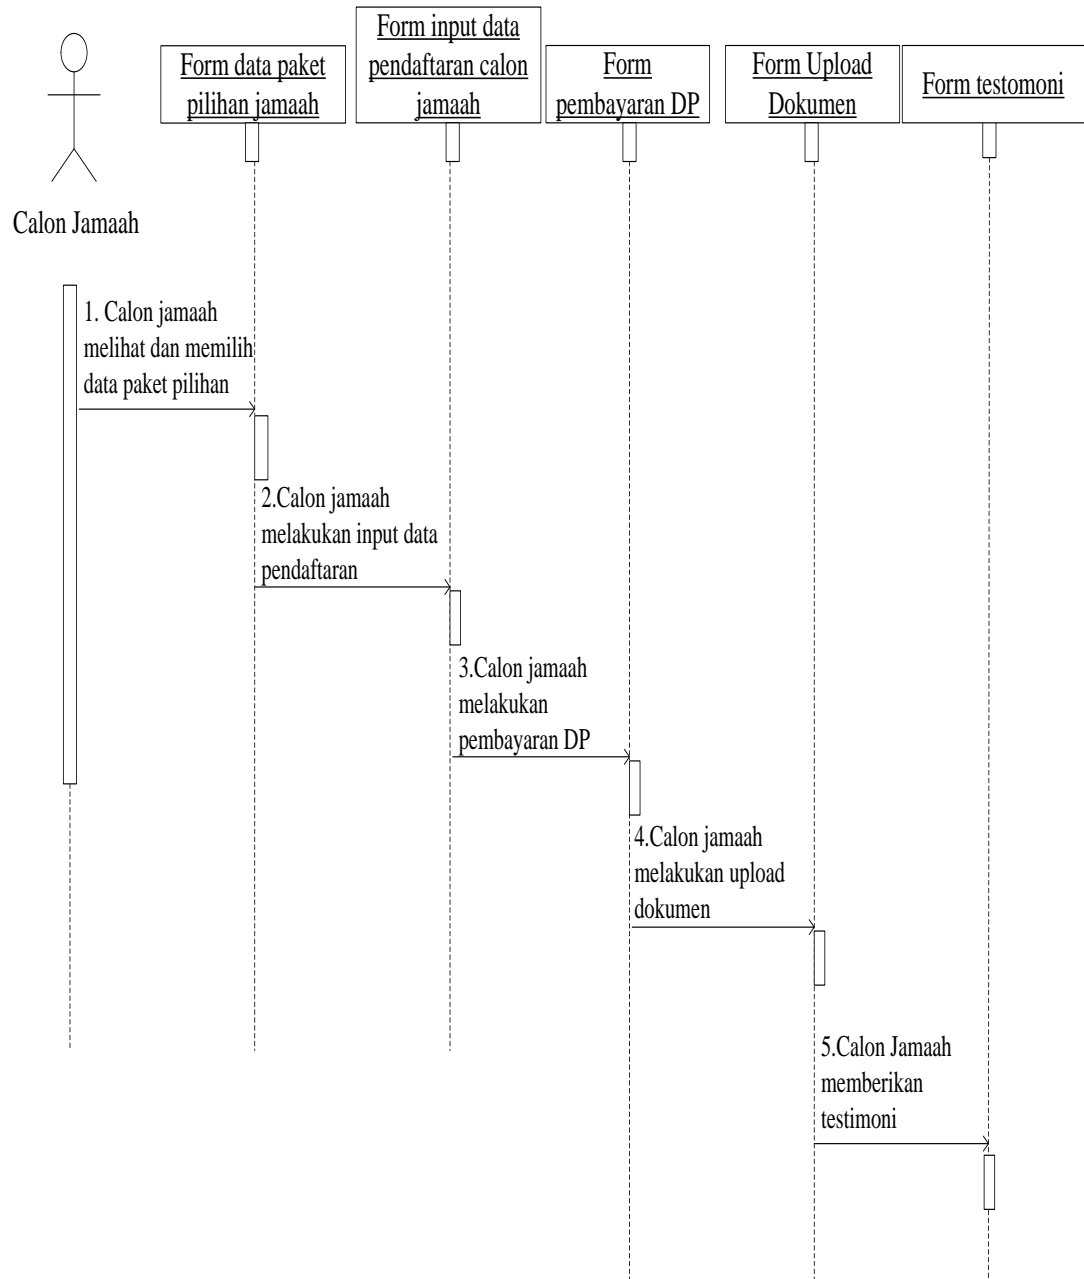 Form data paket
pilihan jamaah
Form input data
pendaftaran calon
jamaah
Form
pembayaran DP
Form Upload
Dokumen
Form testomoni
Calon Jamaah
1. Calon jamaah
melihat dan memilih
data paket pilihan
2.Calon jamaah
melakukan input data
pendaftaran
3.Calon jamaah
melakukan
pembayaran DP
4.Calon jamaah
melakukan upload
dokumen
5.Calon Jamaah
memberikan
testimoni